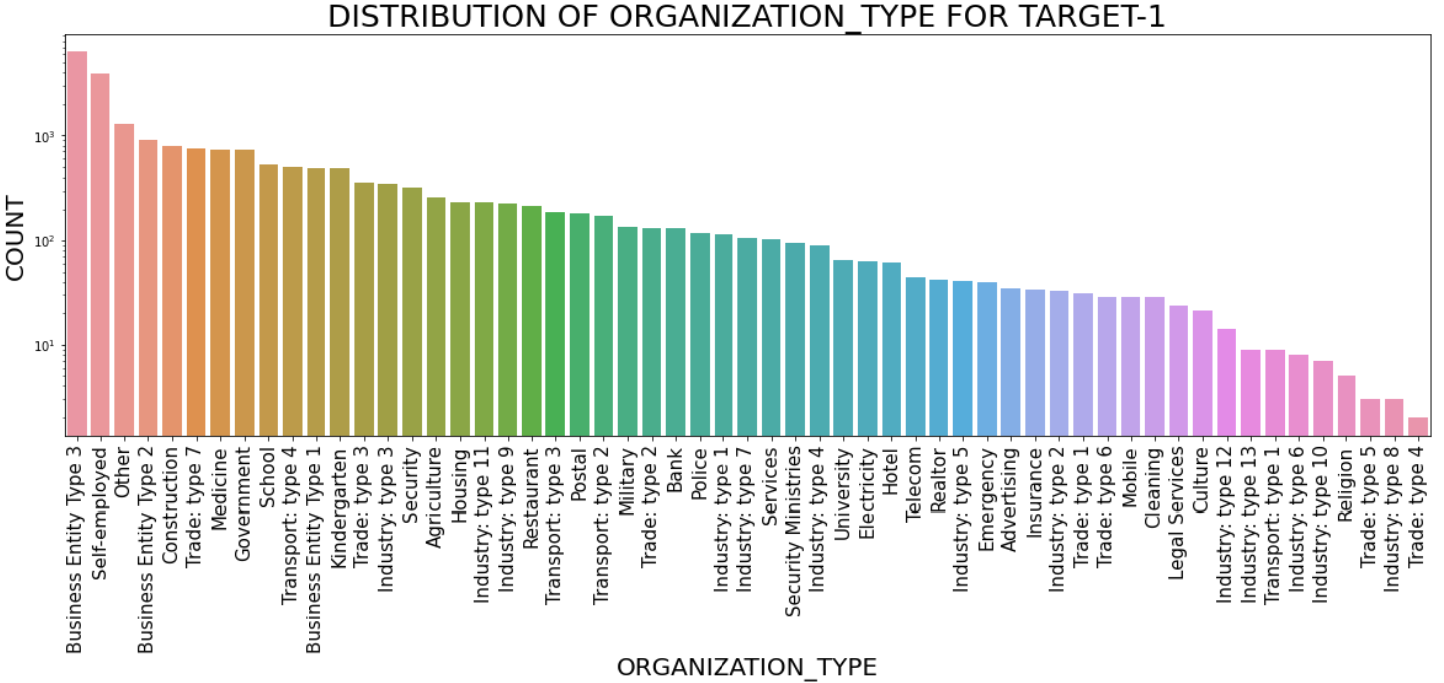 DISTRIBUTION OF ORGANIZATION_TYPE FOR TARGET-1
COUNT
10³
10²
10¹
Business Entity Type 3
Self-employed
Other
Business Entity Type 2
Construction
Trade: type 7
Medicine
Government
School
Transport: type 4
Business Entity Type 1
Kindergarten
Trade: type 3
Industry: type 3
Security
Agriculture
Housing
Industry: type 11
Industry: type 9
Restaurant
Transport: type 3
Postal
Transport: type 2
Military
Trade: type 2
Bank
Police
Industry: type 1
Industry: type 7
Services
Security Ministries
Industry: type 4
University
Electricity
Hotel
Telecom
Realtor
Industry: type 5
Emergency
Advertising
Insurance
Industry: type 2
Trade: type 1
Trade: type 6
Mobile
Cleaning
Legal Services
Culture
Industry: type 12
Industry: type 13
Transport: type 1
Industry: type 6
Industry: type 10
Religion
Trade: type 5
Industry: type 8
Trade: type 4
ORGANIZATION_TYPE